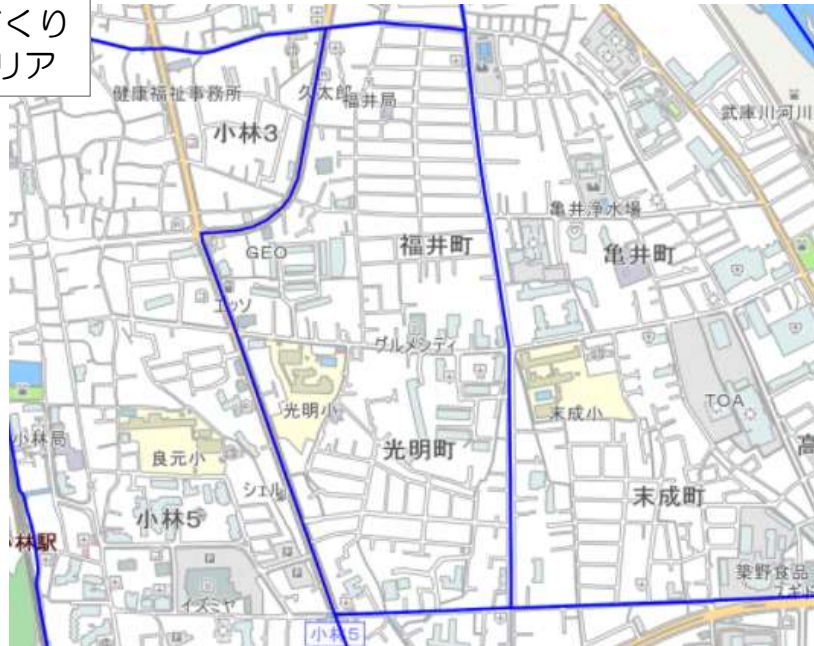 づくり
リア
健康福祉事務所
久太郎
福井局
小林3
武庫川河川
亀井浄水場
福井町
亀井町
GEO
エッソ
グルメシティ
光明小
末成小
TOA
小林局
良元小
光明町
シェル
末成町
高
小林5
林駅
築野食品
スギド
イズミヤ
小林5